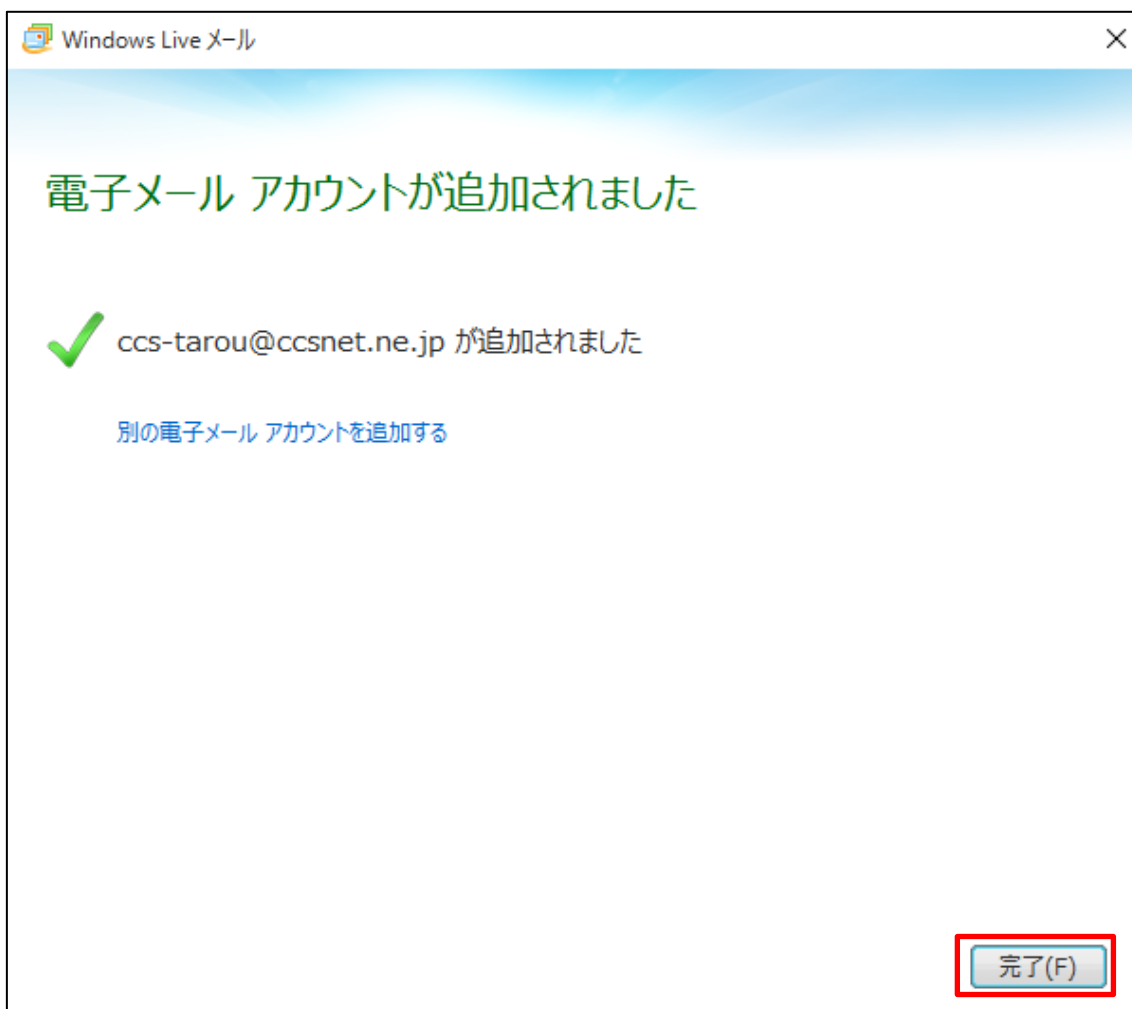 Windows Live メール
電子メール アカウントが追加されました
ccs-tarou@ccsnet.ne.jp が追加されました
別の電子メール アカウントを追加する
完了(F)